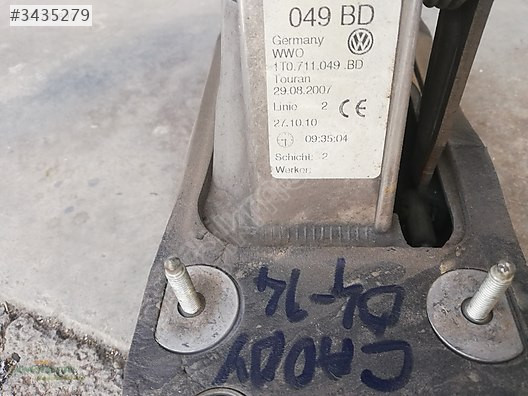 #3435279
049 BD
Germany
WWO
1T0.711.049 .BD
Touran
29.08.2007
Linie 2 CE
27.10.10
09:35:04
Schicht: 2
Werker:
04-14
CADDY